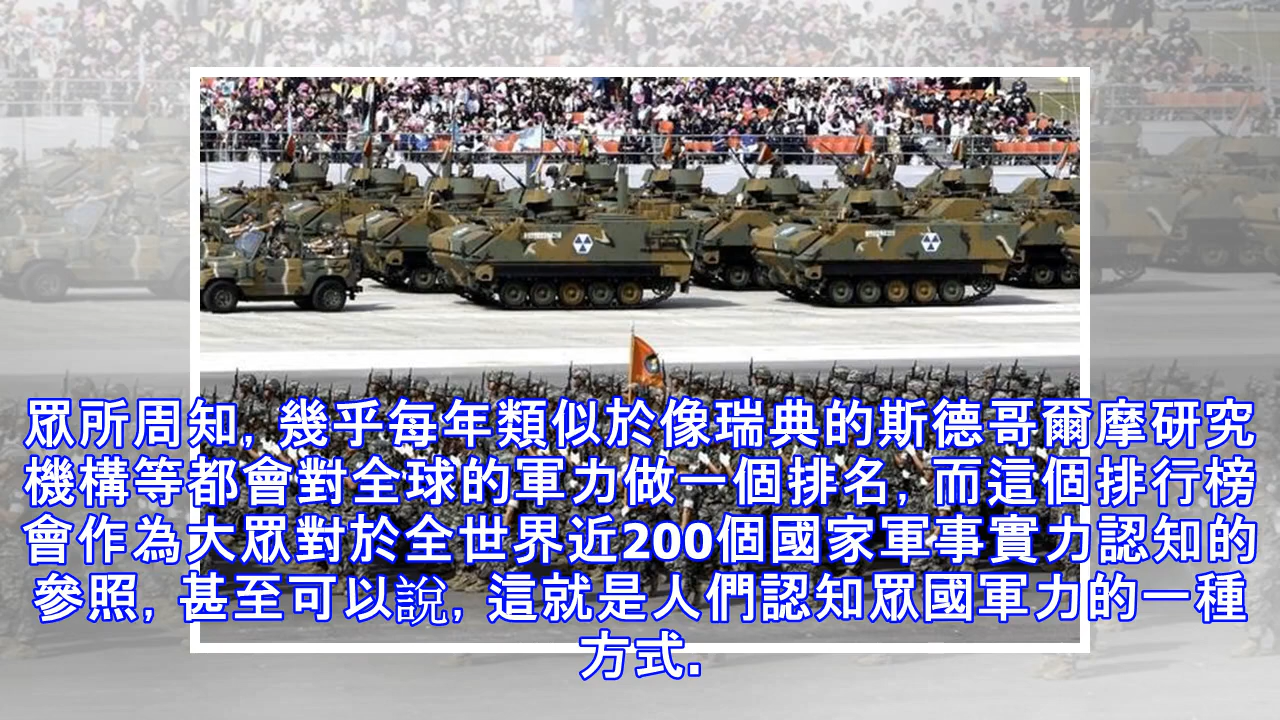 眾所周知, 幾乎每年類似於像瑞典的斯德哥爾摩研究
機構等都會對全球的軍力做一個排名, 而這個排行榜
會作為大眾對於全世界近200個國家軍事實力認知的
參照, 甚至可以說, 這就是人們認知眾國軍力的一種
方式.